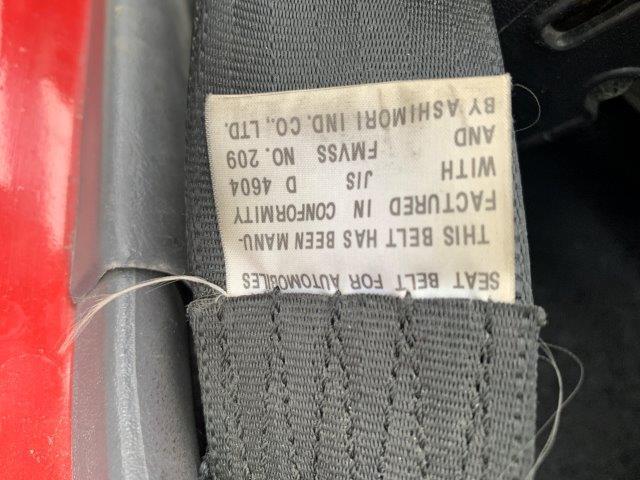 SEAT BELT FOR AUTOMOBILES
THIS BELT HAS BEEN MANU-
FACTURED IN CONFORMITY
WITH JIS D 4604
AND FMVSS NO. 209
BY ASHIMORI IND. CO., LTD.